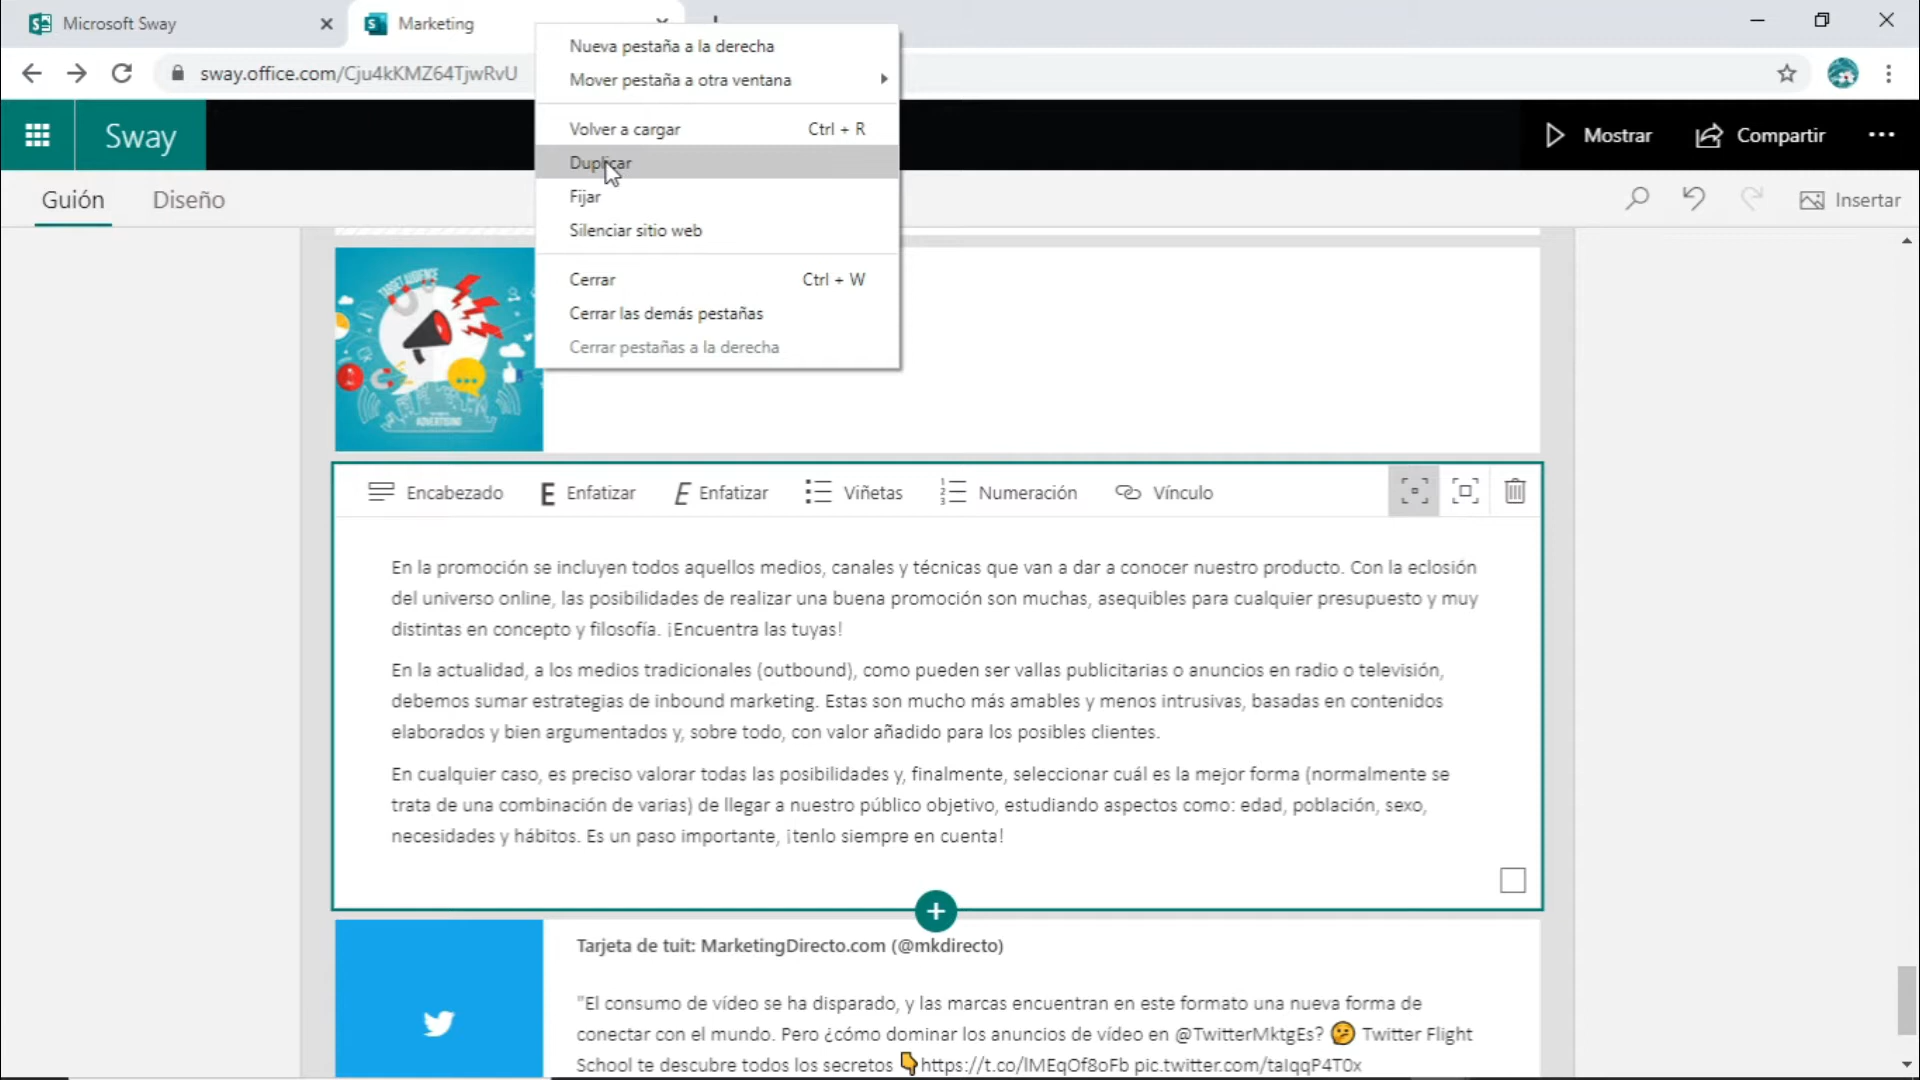 Microsoft Sway
Marketing
sway.office.com/Cju4kKMZ64TjwRvU
Nueva pestaña a la derecha
Mover pestaña a otra ventana
Volver a cargar Ctrl + R
Duplicar
Fijar
Silenciar sitio web
Cerrar Ctrl + W
Cerrar las demás pestañas
Cerrar pestañas a la derecha
Sway
Mostrar
Compartir
Guión
Diseño
Insertar
TARGET AUDIENCE
ADVERTISING
Encabezado
E Enfatizar
E Enfatizar
Viñetas
Numeración
Vínculo
En la promoción se incluyen todos aquellos medios, canales y técnicas que van a dar a conocer nuestro producto. Con la eclosión
del universo online, las posibilidades de realizar una buena promoción son muchas, asequibles para cualquier presupuesto y muy
distintas en concepto y filosofía. ¡Encuentra las tuyas!
En la actualidad, a los medios tradicionales (outbound), como pueden ser vallas publicitarias o anuncios en radio o televisión,
debemos sumar estrategias de inbound marketing. Estas son mucho más amables y menos intrusivas, basadas en contenidos
elaborados y bien argumentados y, sobre todo, con valor añadido para los posibles clientes.
En cualquier caso, es preciso valorar todas las posibilidades y, finalmente, seleccionar cuál es la mejor forma (normalmente se
trata de una combinación de varias) de llegar a nuestro público objetivo, estudiando aspectos como: edad, población, sexo,
necesidades y hábitos. Es un paso importante, ¡tenlo siempre en cuenta!
Tarjeta de tuit: MarketingDirecto.com (@mkdirecto)
"El consumo de vídeo se ha disparado, y las marcas encuentran en este formato una nueva forma de
conectar con el mundo. Pero ¿cómo dominar los anuncios de vídeo en @TwitterMktgEs? 🤔 Twitter Flight
School te descubre todos los secretos 👇https://t.co/lMEqOf8oFb pic.twitter.com/taIqqP4T0x